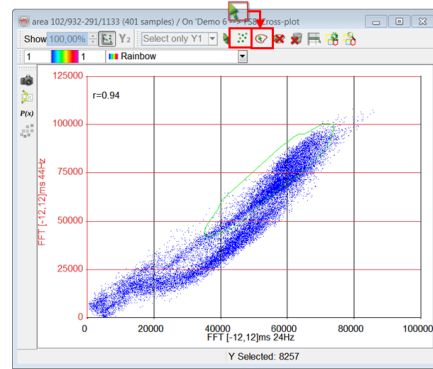 area 102/932-291/1133 (401 samples) / On 'Demo 6 --> FS8 Cross-plot
Show 100,00% Y2 Select only Y1
1 1 Rainbow
P(x)
r=0.94
125000
100000
75000
50000
25000
0
FFT [-12,12]ms 44Hz
0 20000 40000 60000 80000 100000
FFT [-12,12]ms 24Hz
Y Selected: 8257